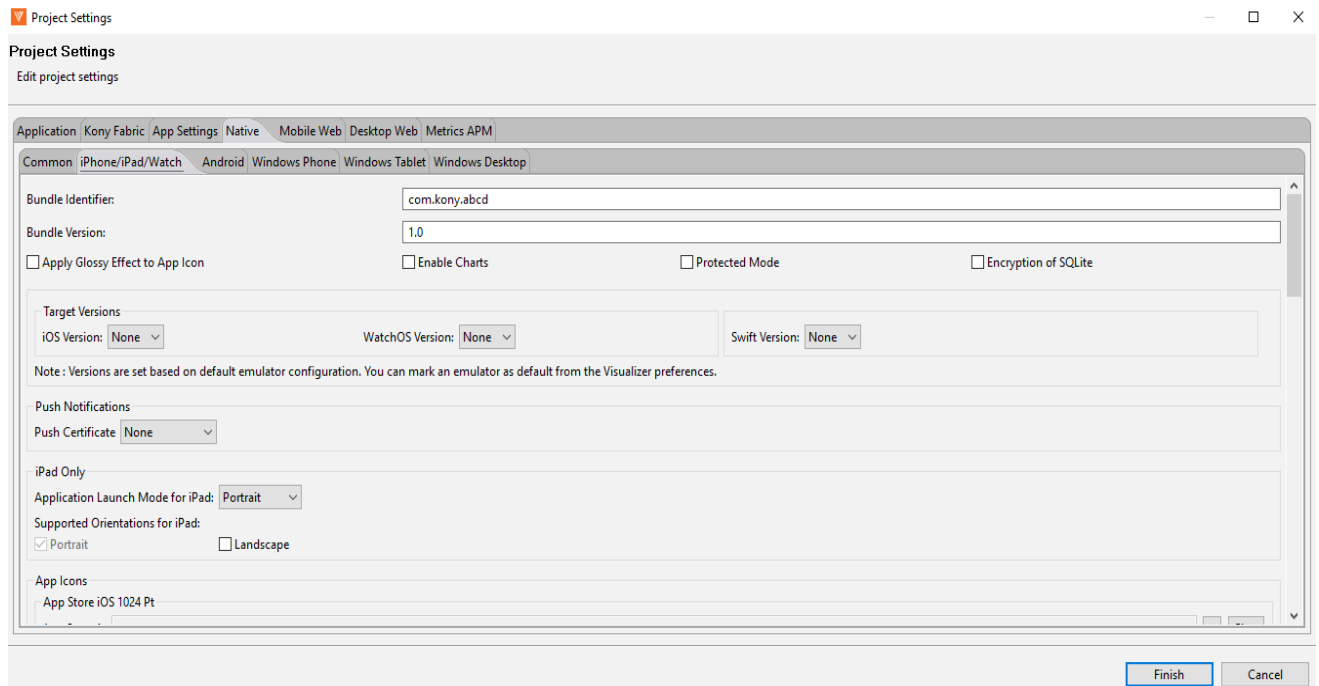 Project Settings
Project Settings
Edit project settings
Application Kony Fabric App Settings Native Mobile Web Desktop Web Metrics APM
Common iPhone/iPad/Watch Android Windows Phone Windows Tablet Windows Desktop
Bundle Identifier: com.kony.abcd
Bundle Version: 1.0
Apply Glossy Effect to App Icon Enable Charts Protected Mode Encryption of SQLite
Target Versions
iOS Version: None WatchOS Version: None Swift Version: None
Note : Versions are set based on default emulator configuration. You can mark an emulator as default from the Visualizer preferences.
Push Notifications
Push Certificate None
iPad Only
Application Launch Mode for iPad: Portrait
Supported Orientations for iPad:
Portrait Landscape
App Icons
App Store iOS 1024 Pt
Finish Cancel